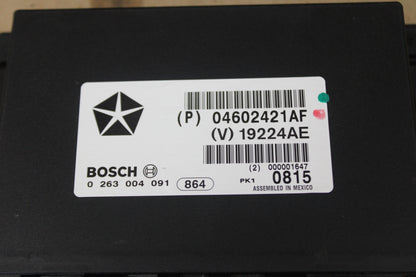 (P) 04602421AF
(V) 19224AE
BOSCH
(2) 000001647
0 263 004 091 864
PK1 0815
ASSEMBLED IN MEXICO